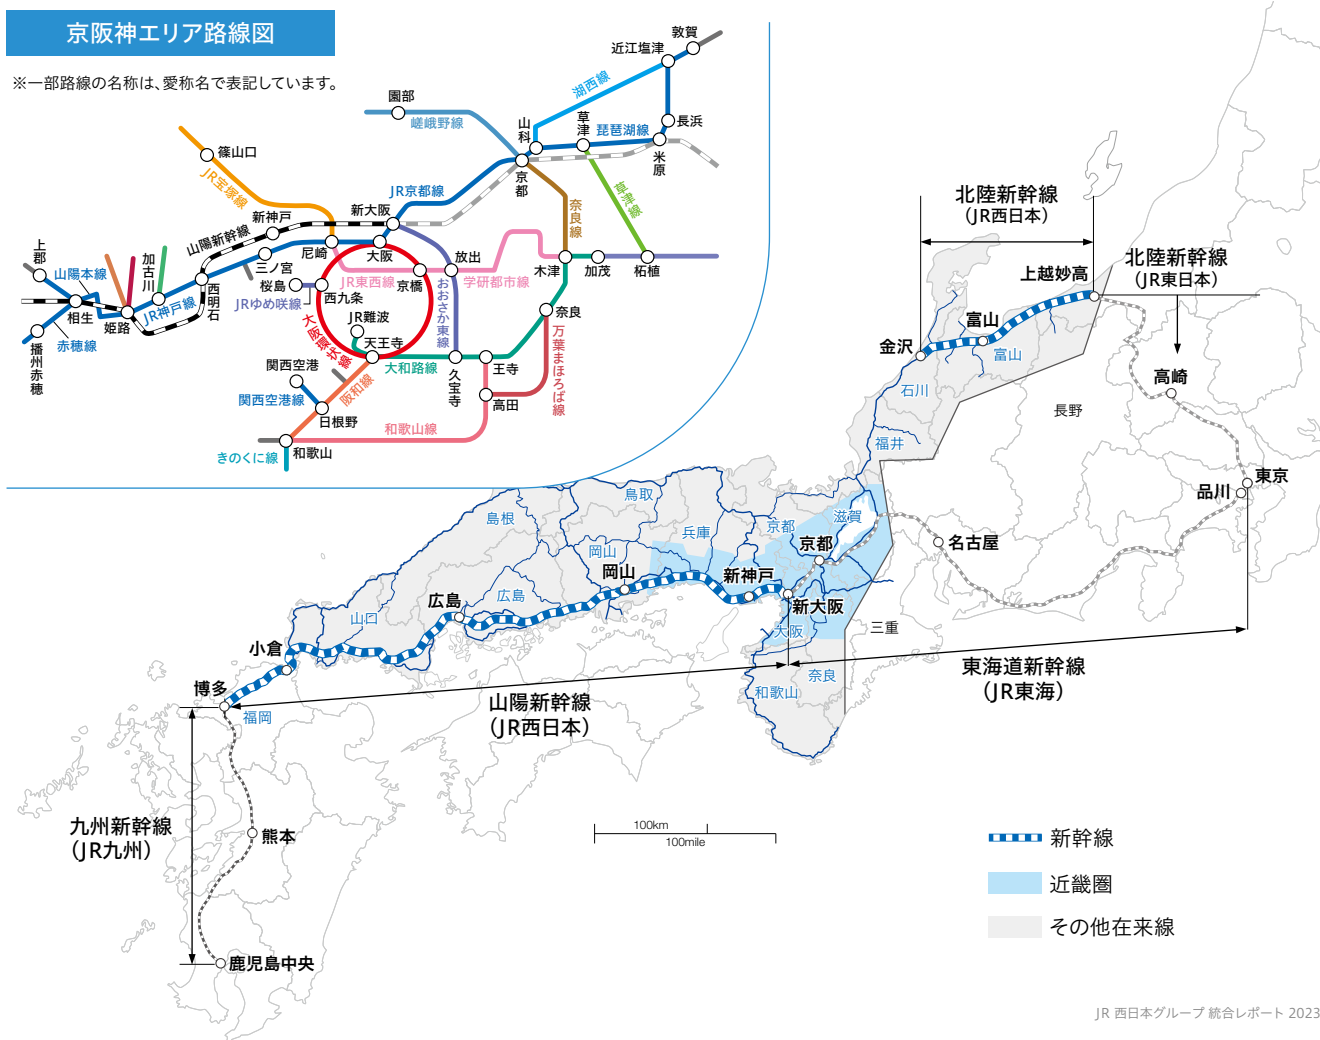 京阪神エリア路線図
※一部路線の名称は、愛称名で表記しています。
敦賀
近江塩津
湖西線
園部
嵯峨野線
山科
草津
琵琶湖線
長浜
米原
京都
篠山口
JR宝塚線
JR京都線
奈良線
草津線
新大阪
新神戸
山陽新幹線
上郡
山陽本線
加古川
尼崎
大阪
放出
三ノ宮
桜島
JR東西線
京橋
学研都市線
木津
加茂
柘植
JRゆめ咲線
西九条
おおさか東線
西明石
JR神戸線
相生
姫路
赤穂線
播州赤穂
JR難波
大阪環状線
天王寺
奈良
万葉まほろば線
関西空港
大和路線
久宝寺
王寺
阪和線
関西空港線
高田
日根野
和歌山線
きのくに線
和歌山
北陸新幹線
（JR西日本）
北陸新幹線
（JR東日本）
上越妙高
富山
金沢
富山
高崎
石川
長野
福井
東京
品川
鳥取
島根
兵庫
京都
滋賀
岡山
京都
名古屋
岡山
新神戸
広島
広島
新大阪
山口
大阪
三重
小倉
奈良
東海道新幹線
（JR東海）
博多
和歌山
山陽新幹線
（JR西日本）
福岡
九州新幹線
（JR九州）
熊本
100km
100mile
新幹線
近畿圏
その他在来線
鹿児島中央
JR 西日本グループ 統合レポート 2023